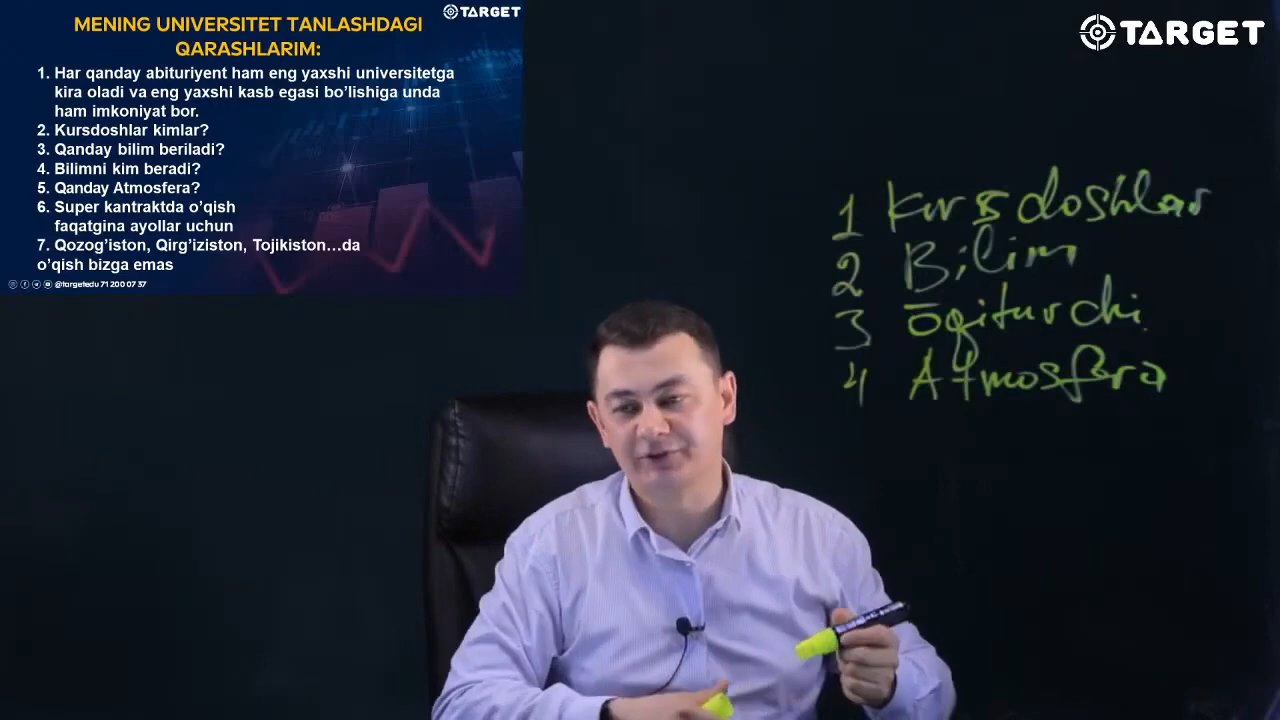 TARGET
MENING UNIVERSITET TANLASHDAGI
QARASHLARIM:
1. Har qanday abituriyent ham eng yaxshi universitetga
kira oladi va eng yaxshi kasb egasi bo'lishiga unda
ham imkoniyat bor.
2. Kursdoshlar kimlar?
3. Qanday bilim beriladi?
4. Bilimni kim beradi?
5. Qanday Atmosfera?
6. Super kantraktda o'qish
faqatgina ayollar uchun
7. Qozog'iston, Qirg'iziston, Tojikiston...da
o'qish bizga emas
@targetedu 71 200 07 37
TARGET
1 Kursdoshlar
2 Bilim
3 Oqituvchi
4 Atmosfera